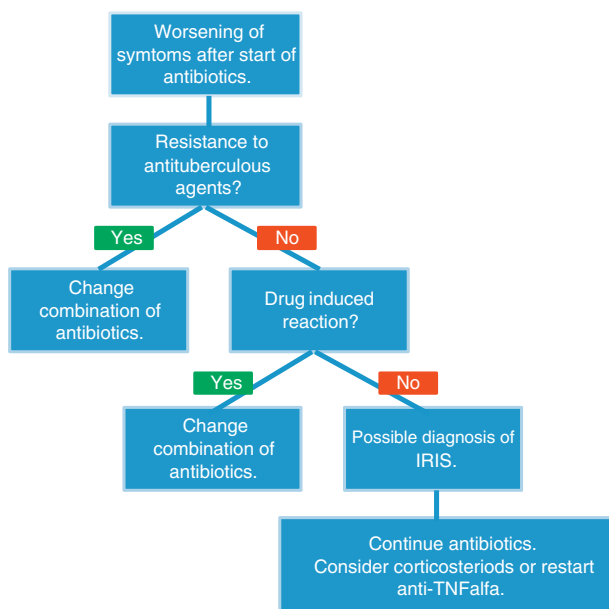 Worsening of
symtoms after start of
antibiotics.
Resistance to
antituberculous
agents?
Yes
No
Change
combination of
antibiotics.
Drug induced
reaction?
Yes
No
Change
combination of
antibiotics.
Possible diagnosis of
IRIS.
Continue antibiotics.
Consider corticosteriods or restart
anti-TNFalfa.